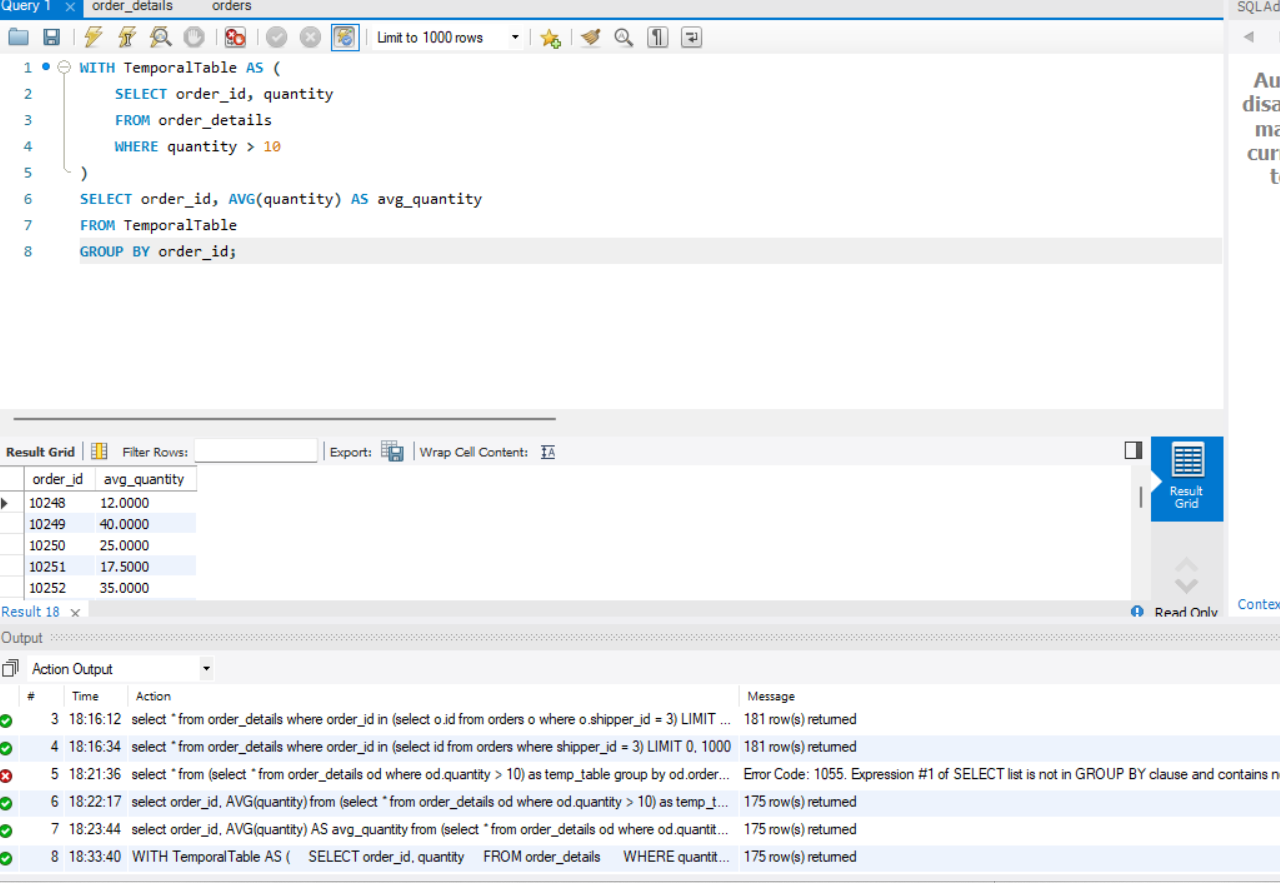 Query 1 order_details orders SQLAd
Limit to 1000 rows
1 WITH TemporalTable AS (
2 SELECT order_id, quantity
3 FROM order_details
4 WHERE quantity > 10
5 )
6 SELECT order_id, AVG(quantity) AS avg_quantity
7 FROM TemporalTable
8 GROUP BY order_id;
Au
disa
ma
curr
to
Result Grid Filter Rows: Export: Wrap Cell Content:
order_id avg_quantity
10248 12.0000
10249 40.0000
10250 25.0000
10251 17.5000
10252 35.0000
Result
Grid
Result 18 Read Only Contex
Output
Action Output
# Time Action Message
3 18:16:12 select * from order_details where order_id in (select o.id from orders o where o.shipper_id = 3) LIMIT ... 181 row(s) returned
4 18:16:34 select * from order_details where order_id in (select id from orders where shipper_id = 3) LIMIT 0, 1000 181 row(s) returned
5 18:21:36 select * from (select * from order_details od where od.quantity > 10) as temp_table group by od.order... Error Code: 1055. Expression #1 of SELECT list is not in GROUP BY clause and contains n
6 18:22:17 select order_id, AVG(quantity) from (select * from order_details od where od.quantity > 10) as temp_t... 175 row(s) returned
7 18:23:44 select order_id, AVG(quantity) AS avg_quantity from (select * from order_details od where od.quantit... 175 row(s) returned
8 18:33:40 WITH TemporalTable AS ( SELECT order_id, quantity FROM order_details WHERE quantit... 175 row(s) returned